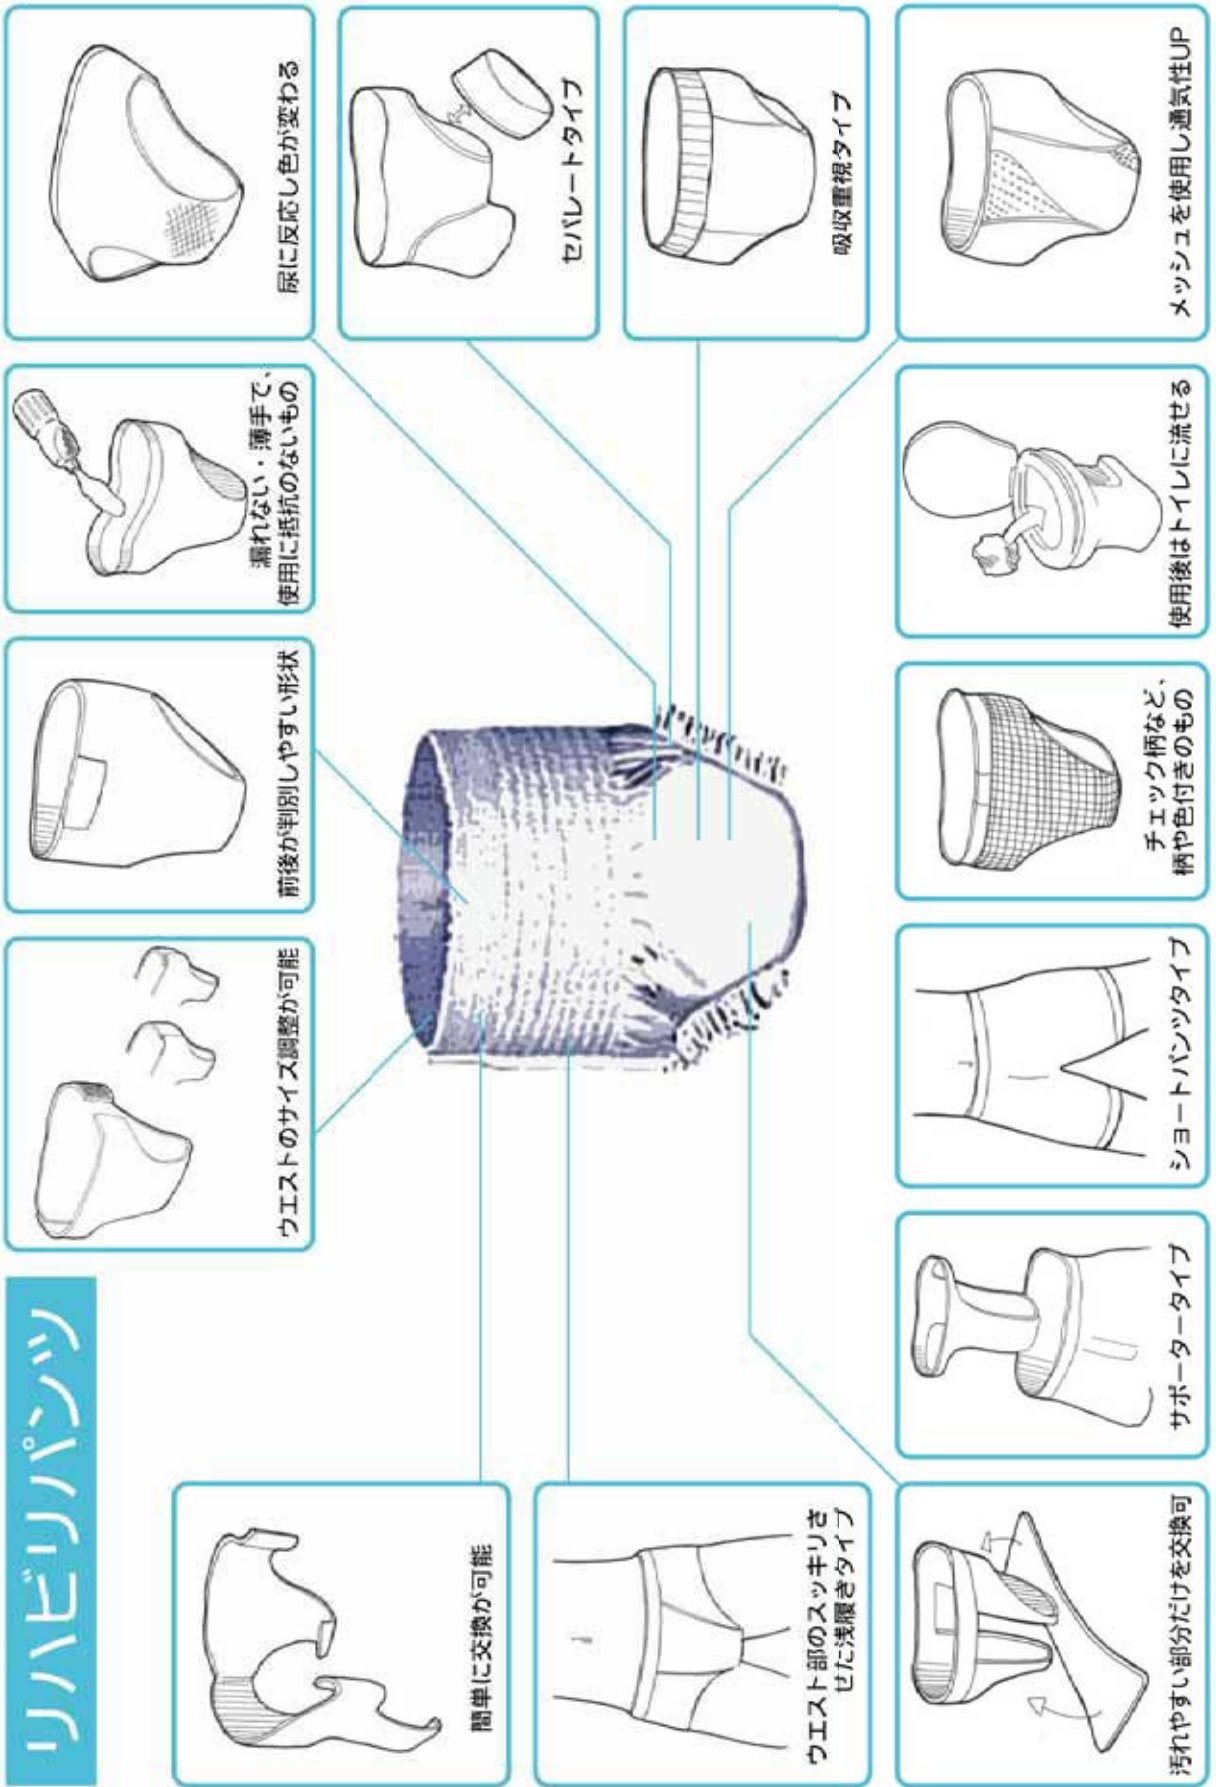 リハビリパンツ
ウエストのサイズ調整が可能
前後が判別しやすい形状
漏れない・薄手で、
使用に抵抗のないもの
尿に反応し色が変わる
簡単に交換が可能
セパレートタイプ
ウエスト部のスッキリさ
せた浅履きタイプ
吸収重視タイプ
汚れやすい部分だけを交換可
サポータータイプ
ショートパンツタイプ
チェック柄など、
柄や色付きのもの
使用後はトイレに流せる
メッシュを使用し通気性UP